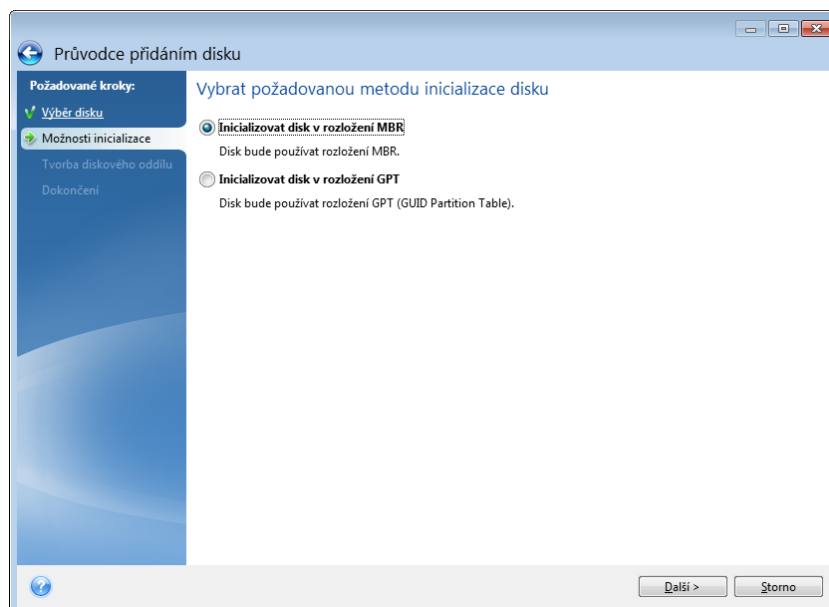 Průvodce přidáním disku
Požadované kroky:
Výběr disku
Možnosti inicializace
Tvorba diskového oddílu
Dokončení
Vybrat požadovanou metodu inicializace disku
Inicializovat disk v rozložení MBR
Disk bude používat rozložení MBR.
Inicializovat disk v rozložení GPT
Disk bude používat rozložení GPT (GUID Partition Table).
Další >
Storno